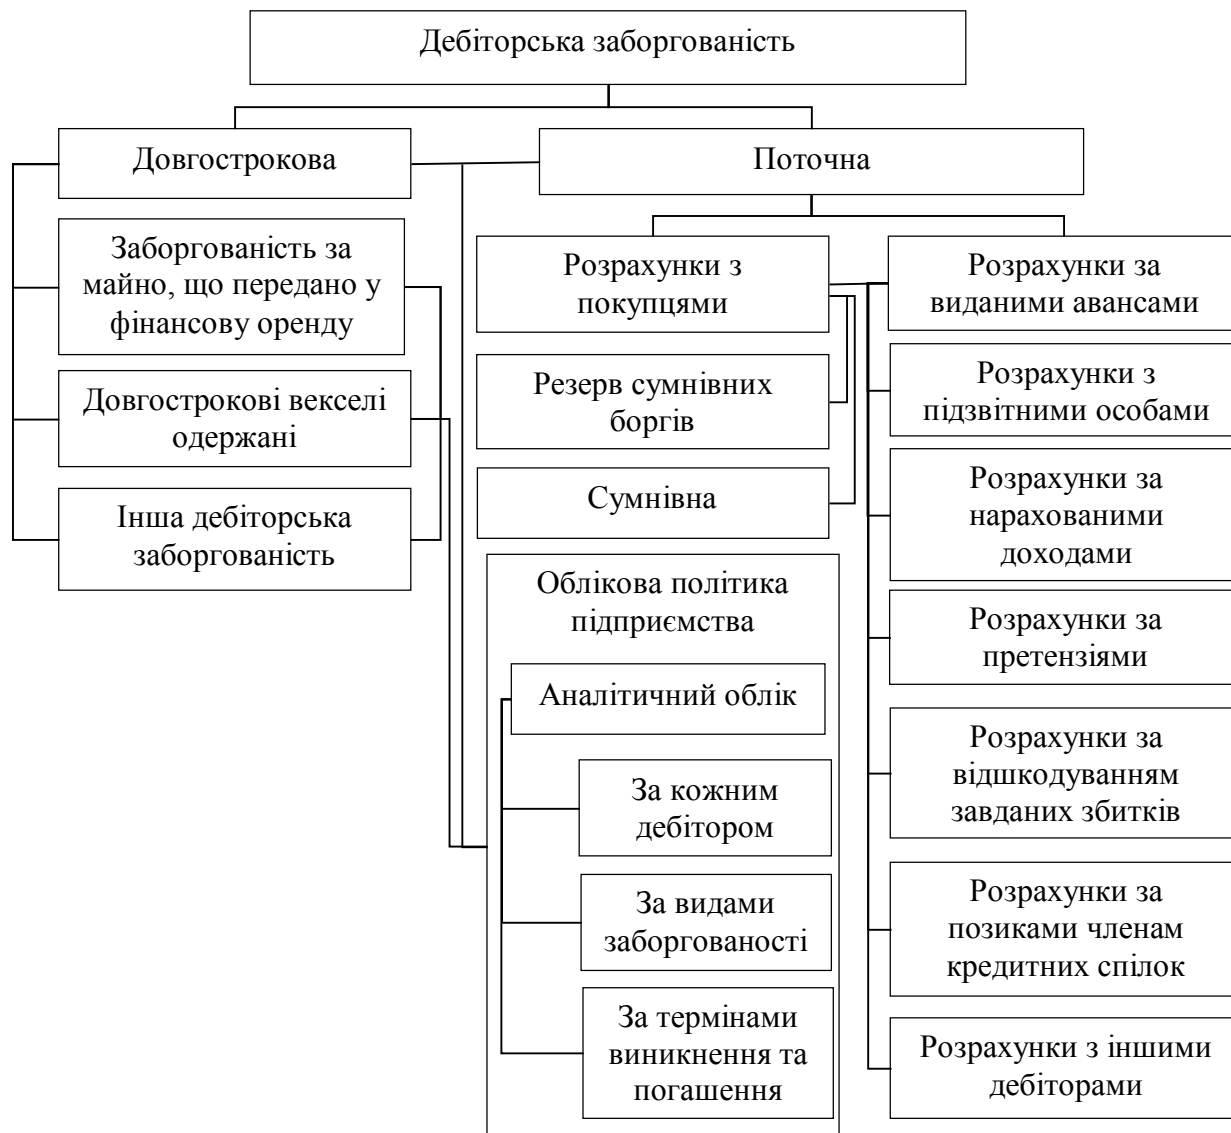 Дебіторська заборгованість
Довгострокова
Поточна
Заборгованість за
майно, що передано у
фінансову оренду
Довгострокові векселі
одержані
Інша дебіторська
заборгованість
Розрахунки з
покупцями
Резерв сумнівних
боргів
Сумнівна
Облікова політика
підприємства
Аналітичний облік
За кожним
дебітором
За видами
заборгованості
За термінами
виникнення та
погашення
Розрахунки за
виданими авансами
Розрахунки з
підзвітними особами
Розрахунки за
нарахованими
доходами
Розрахунки за
претензіями
Розрахунки за
відшкодуванням
завданих збитків
Розрахунки за
позиками членам
кредитних спілок
Розрахунки з іншими
дебіторами